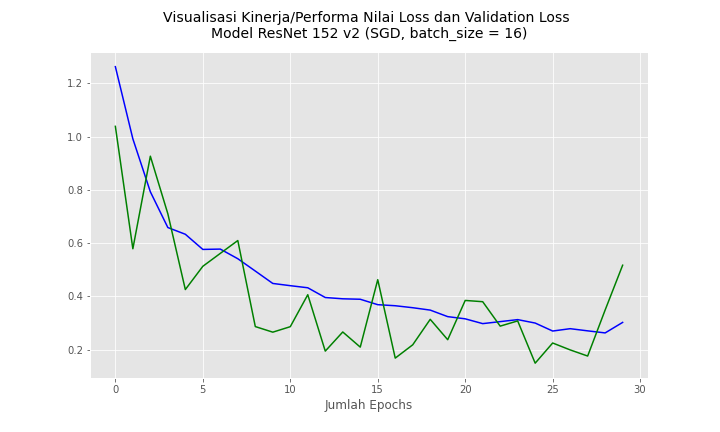 Visualisasi Kinerja/Performa Nilai Loss dan Validation Loss
Model ResNet 152 v2 (SGD, batch_size = 16)
1.2
1.0
0.8
0.6
0.4
0.2
0 5 10 15 20 25 30
Jumlah Epochs